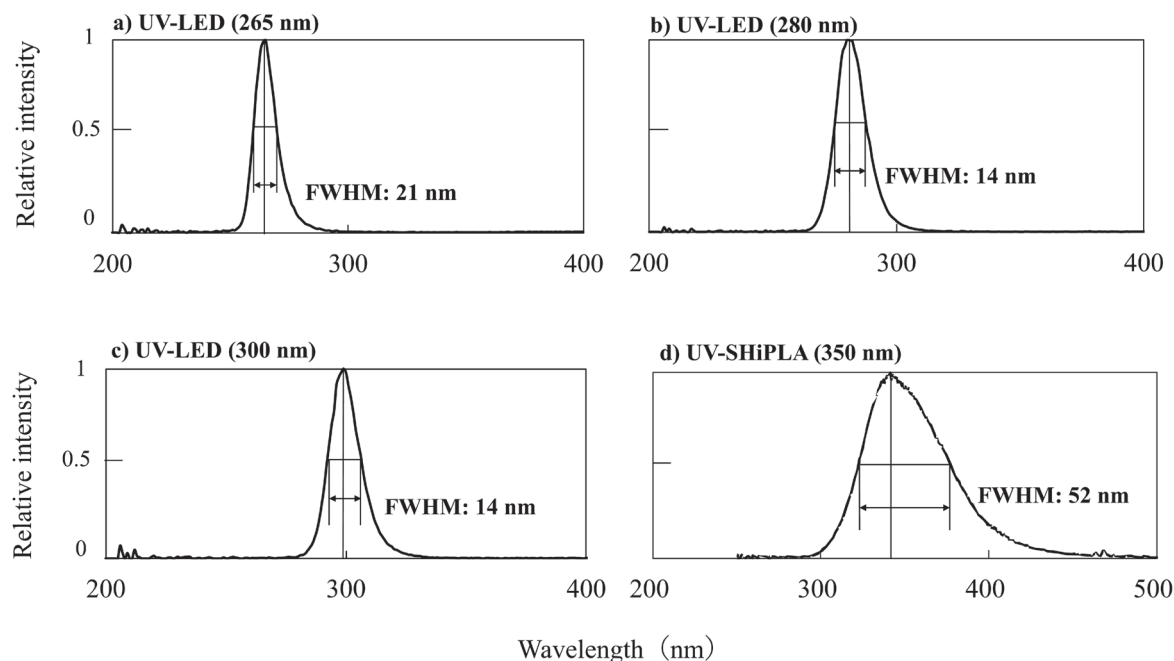 a) UV-LED (265 nm)
b) UV-LED (280 nm)
Relative intensity
1
0.5
0
FWHM: 21 nm
FWHM: 14 nm
200
300
400
200
300
400
c) UV-LED (300 nm)
d) UV-SHiPLA (350 nm)
Relative intensity
1
0.5
0
FWHM: 14 nm
FWHM: 52 nm
200
300
400
200
300
400
500
Wavelength（nm）